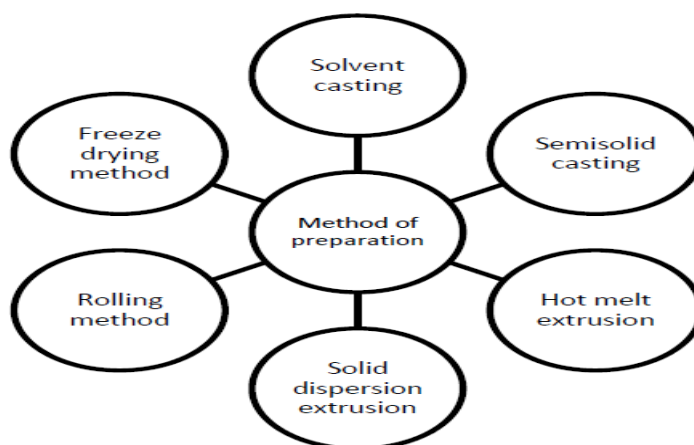 Solvent
casting
Freeze
drying
method
Semisolid
casting
Method of
preparation
Rolling
method
Hot melt
extrusion
Solid
dispersion
extrusion